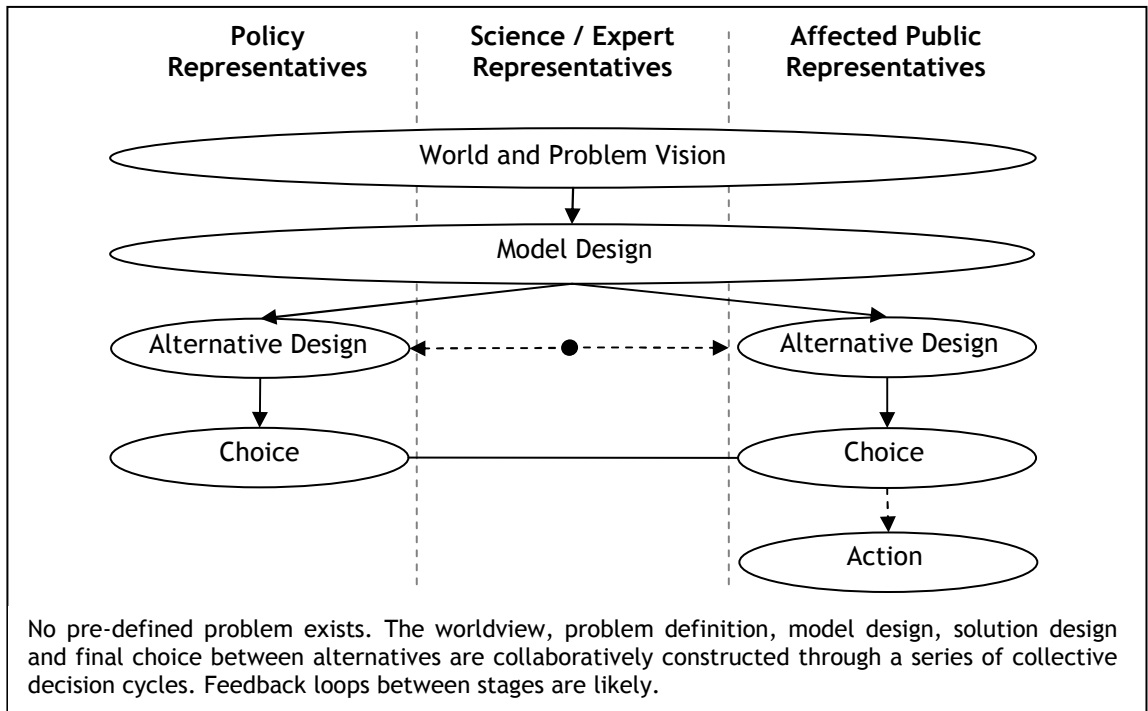 Policy
Representatives
Science / Expert
Representatives
Affected Public
Representatives
World and Problem Vision
Model Design
Alternative Design
Alternative Design
Choice
Choice
Action
No pre-defined problem exists. The worldview, problem definition, model design, solution design
and final choice between alternatives are collaboratively constructed through a series of collective
decision cycles. Feedback loops between stages are likely.